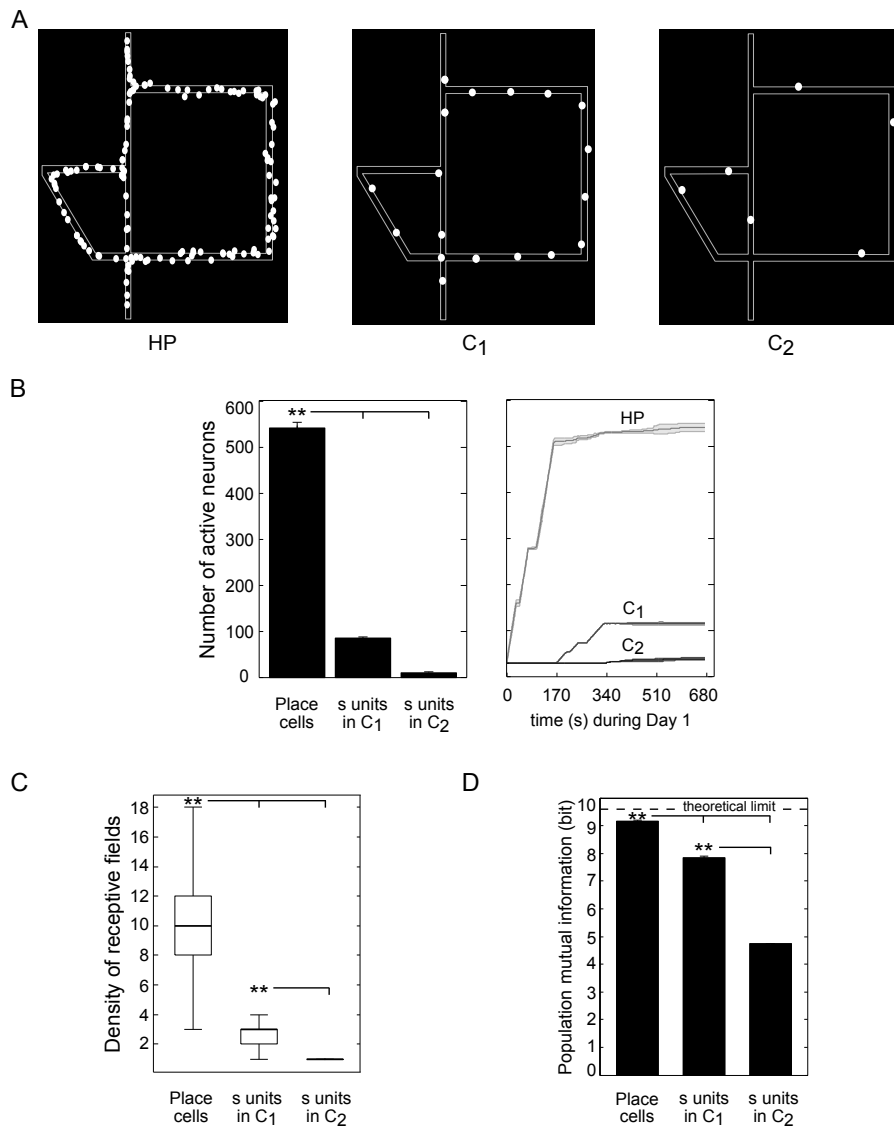 A
HP
C1
C2
B
Number of active neurons
600
500
400
300
200
100
0
**
Place cells
s units in C1
s units in C2
HP
C1
C2
0 170 340 510 680
time (s) during Day 1
C
Density of receptive fields
18
16
14
12
10
8
6
4
2
**
**
Place cells
s units in C1
s units in C2
D
Population mutual information (bit)
10
9
8
7
6
5
4
3
2
1
0
theoretical limit
**
**
Place cells
s units in C1
s units in C2